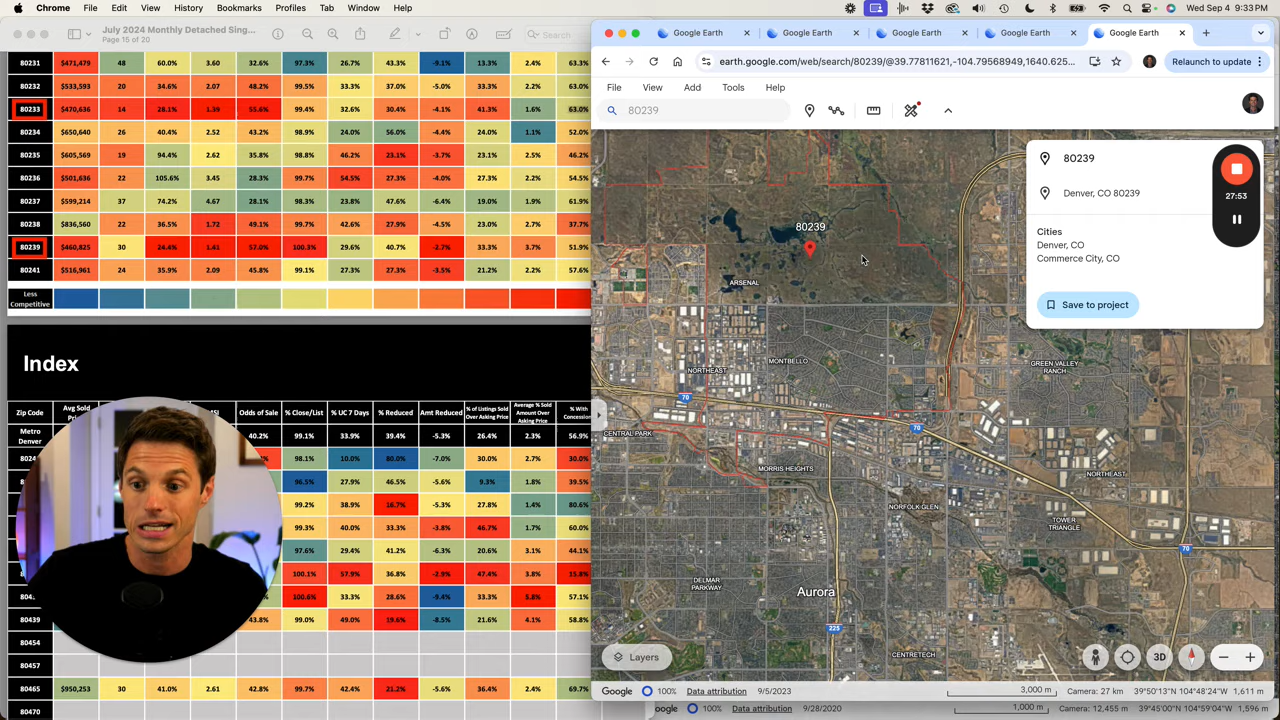 Chrome File Edit View History Bookmarks Profiles Tab Window Help Wed Sep 4 9:33 PM
July 2024 Monthly Detached Sing...
Page 15 of 20
Search
80231 $471,479 48 60.0% 3.60 32.6% 97.3% 26.7% 43.3% -9.1% 13.3% 2.4% 63.3%
80232 $533,593 20 34.6% 2.07 48.2% 99.5% 33.3% 37.0% -5.0% 33.3% 2.2%
80233 $470,636 14 28.1% 1.39 55.6% 99.4% 32.6% 30.4% -4.1% 41.3% 1.6% 63.0%
80234 $650,640 26 40.4% 2.52 43.2% 98.9% 24.0% 56.0% -4.4% 24.0% 1.1% 52.0%
80235 $605,569 19 94.4% 2.62 35.8% 98.8% 46.2% 23.1% -3.7% 23.1% 2.5% 46.2%
80236 $501,636 22 105.6% 3.45 28.3% 99.7% 54.5% 27.3% -4.0% 27.3% 2.2% 54.5%
80237 $599,214 37 74.2% 4.67 28.1% 98.3% 23.8% 47.6% -6.4% 19.0% 1.9% 61.9%
80238 $836,560 22 36.5% 1.72 49.1% 99.7% 42.6% 27.9% -4.5% 23.0% 2.7% 37.7%
80239 $460,825 30 24.4% 1.41 57.0% 100.3% 29.6% 40.7% -2.7% 33.3% 3.7% 51.9%
80241 $516,961 24 35.9% 2.09 45.8% 99.1% 27.3% 27.3% -3.5% 21.2% 2.2% 57.6%
Less
Competitive
Index
Zip Code Avg Sold Odds of Sale % Close/List % UC 7 Days % Reduced Amt Reduced % of Listings Sold Over Asking Price Average % Sold Amount Over Asking Price % With Concession
Metro
Denver 40.2% 99.1% 33.9% 39.4% -5.3% 26.4% 2.3% 56.9%
98.1% 10.0% 80.0% -7.0% 30.0% 2.7% 30.0%
96.5% 27.9% 46.5% -5.6% 9.3% 1.8% 39.5%
99.2% 38.9% 16.7% -5.3% 27.8% 1.4% 80.6%
99.3% 40.0% 33.3% -3.8% 46.7% 1.7% 60.0%
97.6% 29.4% 41.2% -6.3% 20.6% 3.1% 44.1%
100.1% 57.9% 36.8% -2.9% 47.4% 3.8% 15.8%
100.6% 33.3% 28.6% -9.4% 33.3% 5.8% 57.1%
80439 43.8% 99.0% 49.0% 19.6% -8.5% 21.6% 4.1% 58.8%
80454
80457
80465 $950,253 30 41.0% 2.61 42.8% 99.7% 42.4% 21.2% -5.6% 36.4% 2.4% 69.7%
80470
Google Earth Google Earth Google Earth Google Earth Google Earth
earth.google.com/web/search/80239/@39.77811621,-104.79568949,1640.625...
Relaunch to update
File Edit View Add Tools Help
80239
80239
Denver, CO 80239
Cities
Denver, CO
Commerce City, CO
Save to project
27:53
80239
ARSENAL
MONTBELLO
GREEN VALLEY
RANCH
NORTHEAST
70
CENTRAL PARK
70
MORRIS HEIGHTS
NORTHEAST
NORFOLK GLEN
TOWER
TRIANGLE
70
DELMAR
PARKWAY
Aurora
225
CENTRETECH
Layers
3D
Google 100% Data attribution 9/5/2023 3,000 m Camera: 27 km 39°50'13"N 104°48'24"W 1,611 m
oogle 100% Data attribution 9/28/2020 1,000 m Camera: 12,455 m 39°45'00"N 104°59'04"W 1,596 m